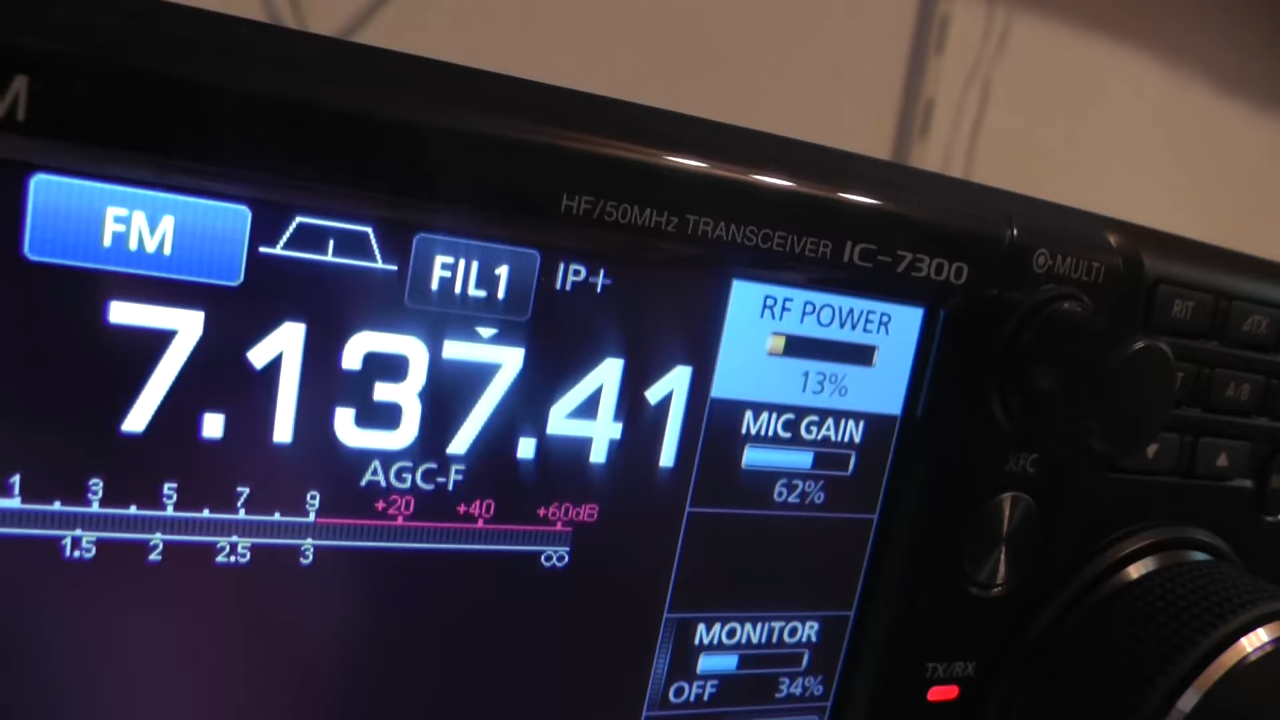 M
HF/50MHz TRANSCEIVER IC-7300
FM
FIL1
IP+
7.137.41
AGC-F
1 3 5 7 9 +20 +40 +60dB
1.5 2 2.5 3 ∞
RF POWER
13%
MIC GAIN
62%
MONITOR
OFF 34%
MULTI
RIT
ΔTX
A/B
XFC
TX/RX